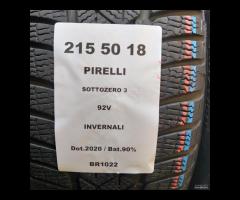 215 50 18
PIRELLI
SOTTOZERO 3
92V
INVERNALI
Dot.2020 / Bat.90%
BR1022